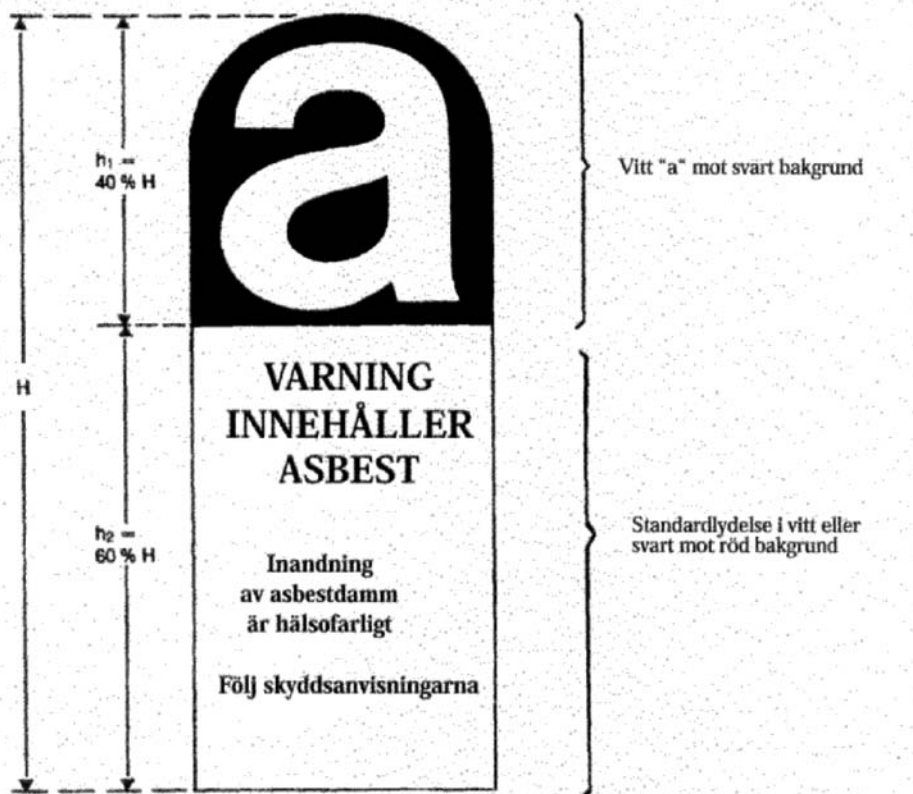 a
h₁ =
40 % H
Vitt "a" mot svart bakgrund
H
VARNING
INNEHÅLLER
ASBEST
h₂ =
60 % H
Standardlydelse i vitt eller
svart mot röd bakgrund
Inandning
av asbestdamm
är hälsofarligt
Följ skyddsanvisningarna